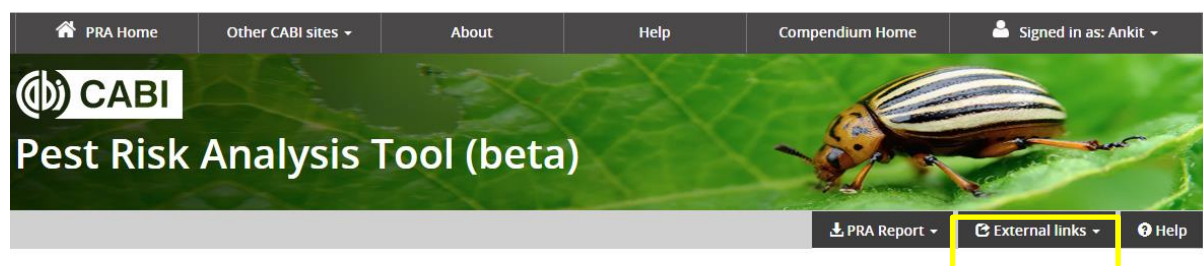 PRA Home Other CABI sites About Help Compendium Home Signed in as: Ankit
CABI
Pest Risk Analysis Tool (beta)
PRA Report External links Help